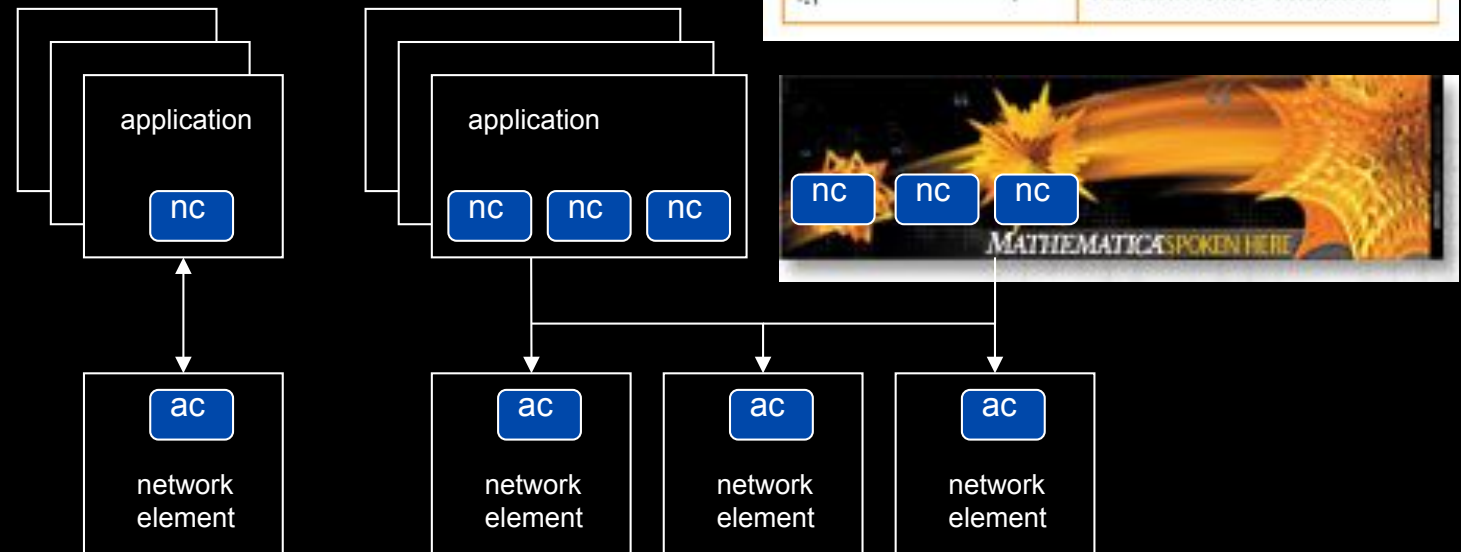 application
nc
application
nc nc nc
nc nc nc
MATHEMATICA SPOKEN HERE
ac
network
element
ac
network
element
ac
network
element
ac
network
element